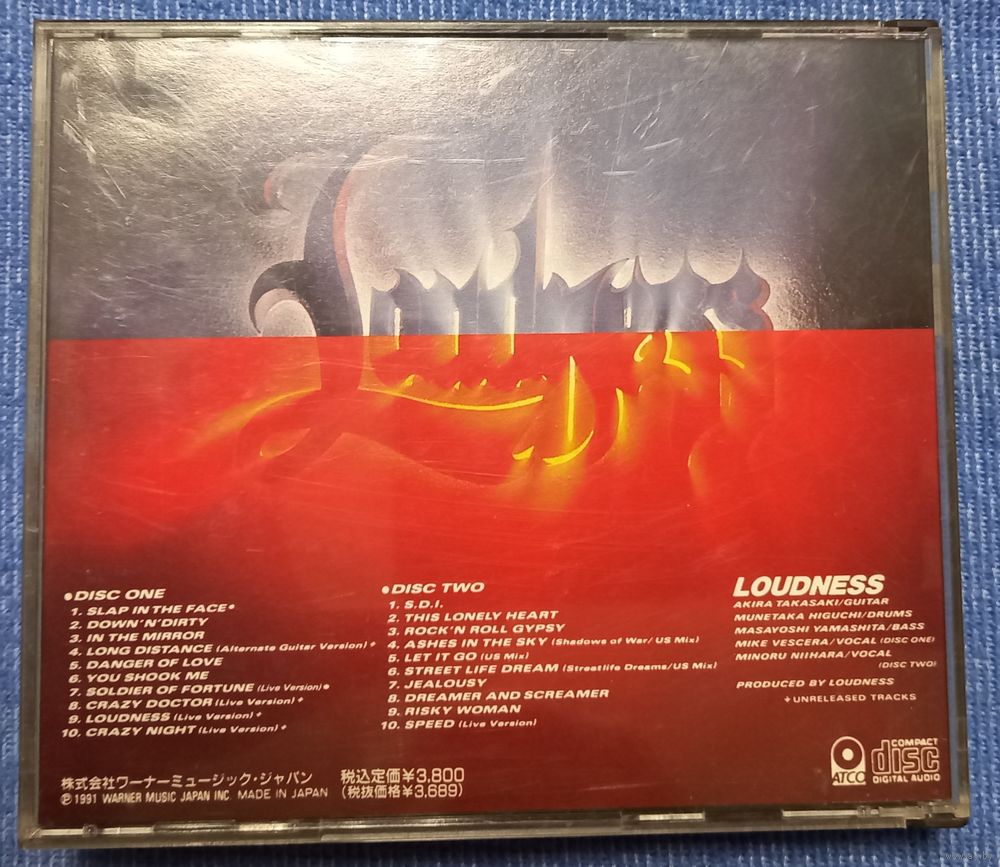 Loudness
●DISC ONE
1. SLAP IN THE FACE●
2. DOWN'N'DIRTY
3. IN THE MIRROR
4. LONG DISTANCE (Alternate Guitar Version)+
5. DANGER OF LOVE
6. YOU SHOOK ME
7. SOLDIER OF FORTUNE (Live Version)●
8. CRAZY DOCTOR (Live Version)+
9. LOUDNESS (Live Version)+
10. CRAZY NIGHT (Live Version)+
●DISC TWO
1. S.D.I.
2. THIS LONELY HEART
3. ROCK'N ROLL GYPSY
4. ASHES IN THE SKY (Shadows of War/US Mix)
5. LET IT GO (US Mix)
6. STREET LIFE DREAM (Streetlife Dreams/US Mix)
7. JEALOUSY
8. DREAMER AND SCREAMER
9. RISKY WOMAN
10. SPEED (Live Version)
LOUDNESS
AKIRA TAKASAKI/GUITAR
MUNETAKA HIGUCHI/DRUMS
MASAYOSHI YAMASHITA/BASS
MIKE VESCERA/VOCAL (DISC ONE)
MINORU NIIHARA/VOCAL
(DISC TWO)
PRODUCED BY LOUDNESS
+UNRELEASED TRACKS
株式会社ワーナーミュージック・ジャパン
℗1991 WARNER MUSIC JAPAN INC. MADE IN JAPAN
税込定価¥3,800
(税抜価格¥3,689)
ATCO
COMPACT
disc
DIGITAL AUDIO